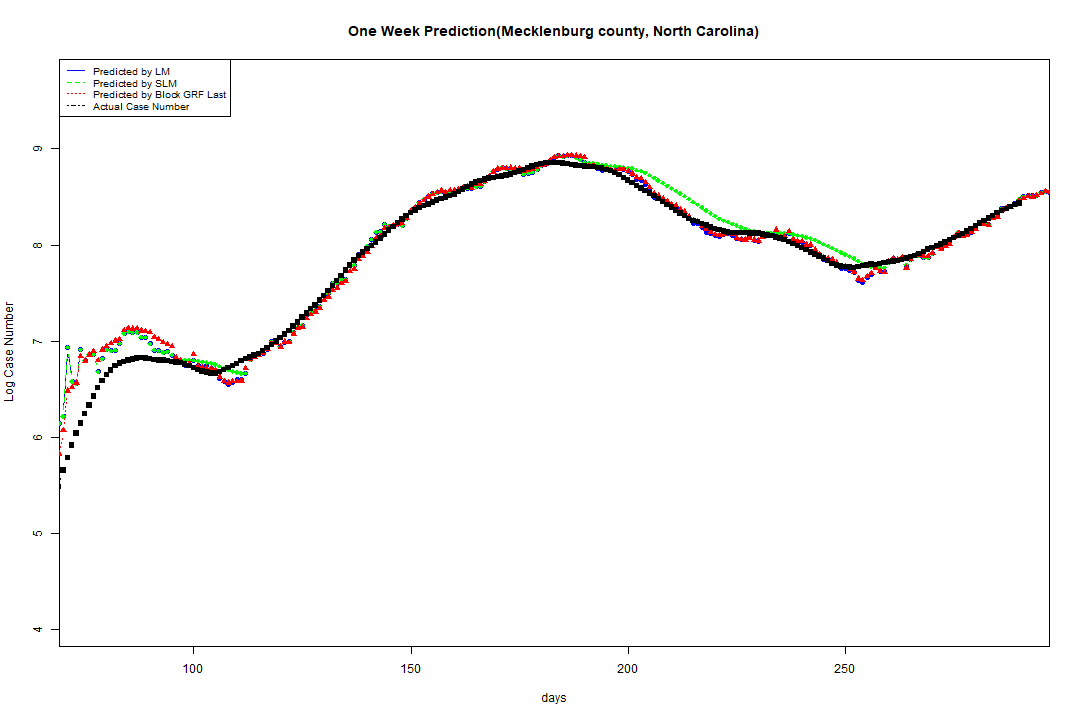 One Week Prediction(Mecklenburg county, North Carolina)
Predicted by LM
Predicted by SLM
Predicted by Block GRF Last
Actual Case Number
Log Case Number
9
8
7
6
5
4
100 150 200 250
days